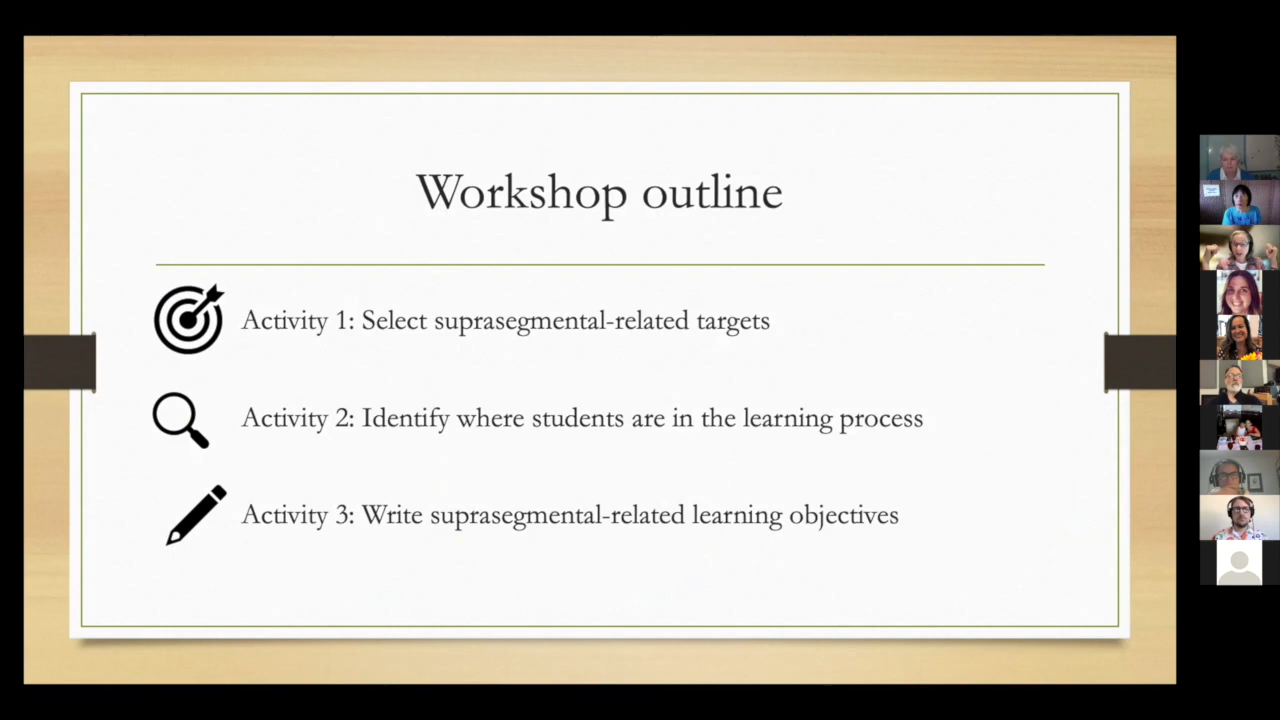 Workshop outline
Activity 1: Select suprasegmental-related targets
Activity 2: Identify where students are in the learning process
Activity 3: Write suprasegmental-related learning objectives